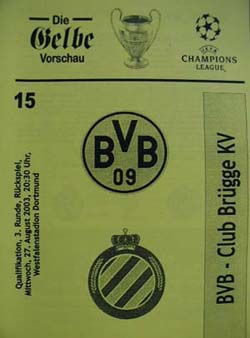 Die
Gelbe
Vorschau
UEFA
CHAMPIONS
LEAGUE
15
BVB
09
Qualifikation, 3. Runde, Rückspiel,
Mittwoch, 27. August 2003, 20:30 Uhr,
Westfalenstadion Dortmund
BVB - Club Brügge KV